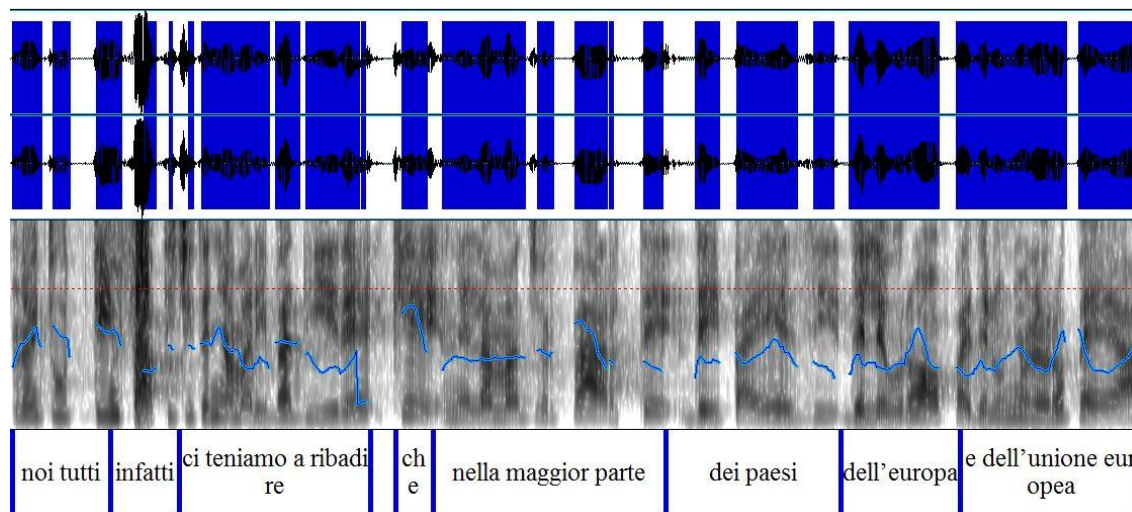 noi tutti
infatti
ci teniamo a ribadi
re
ch
e
nella maggior parte
dei paesi
dell'europa
e dell'unione eur
opea